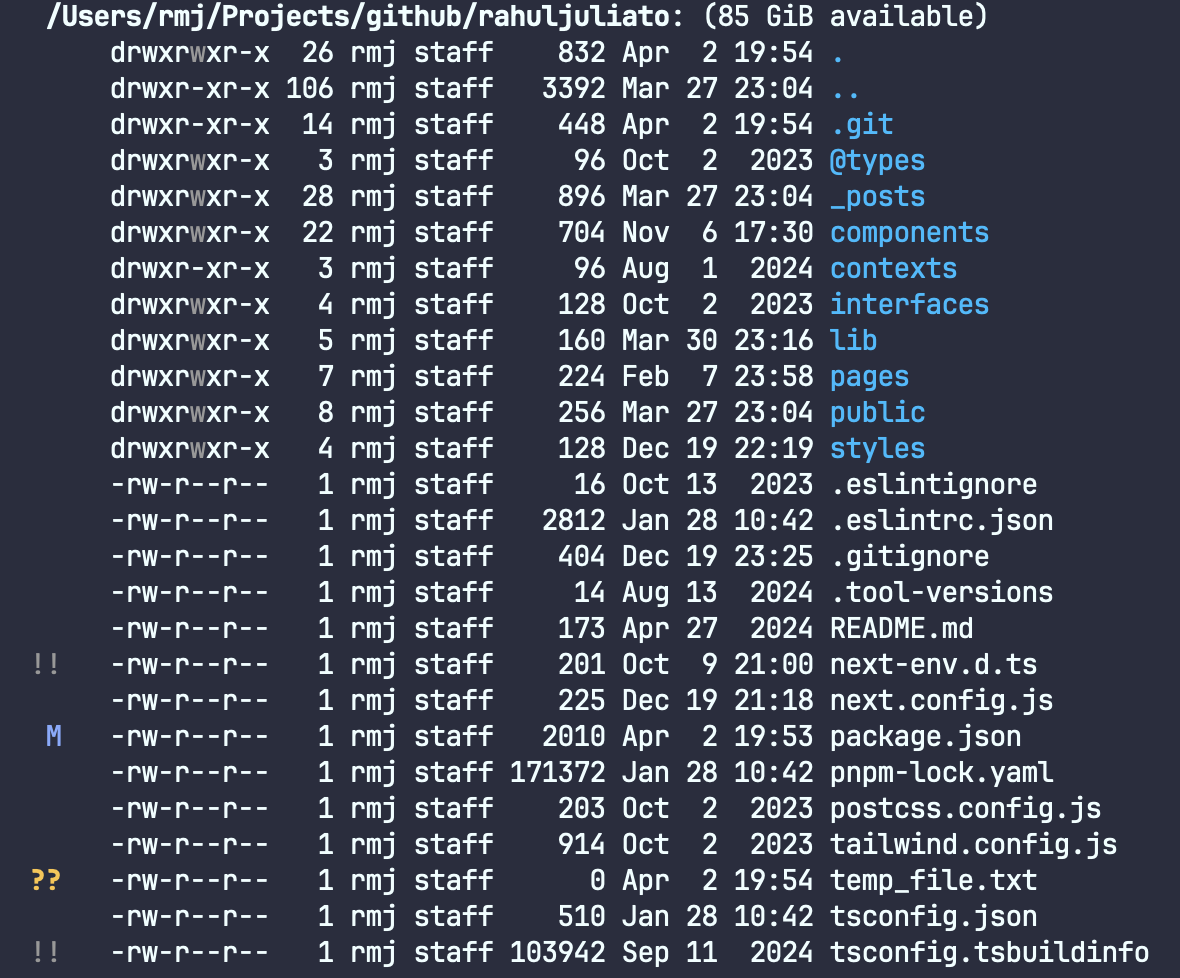 /Users/rmj/Projects/github/rahuljuliato: (85 GiB available)
drwxrwxr-x  26 rmj staff    832 Apr  2 19:54 .
drwxr-xr-x 106 rmj staff   3392 Mar 27 23:04 ..
drwxr-xr-x  14 rmj staff    448 Apr  2 19:54 .git
drwxrwxr-x   3 rmj staff     96 Oct  2  2023 @types
drwxrwxr-x  28 rmj staff    896 Mar 27 23:04 _posts
drwxrwxr-x  22 rmj staff    704 Nov  6 17:30 components
drwxr-xr-x   3 rmj staff     96 Aug  1  2024 contexts
drwxrwxr-x   4 rmj staff    128 Oct  2  2023 interfaces
drwxrwxr-x   5 rmj staff    160 Mar 30 23:16 lib
drwxrwxr-x   7 rmj staff    224 Feb  7 23:58 pages
drwxrwxr-x   8 rmj staff    256 Mar 27 23:04 public
drwxrwxr-x   4 rmj staff    128 Dec 19 22:19 styles
-rw-r--r--   1 rmj staff     16 Oct 13  2023 .eslintignore
-rw-r--r--   1 rmj staff   2812 Jan 28 10:42 .eslintrc.json
-rw-r--r--   1 rmj staff    404 Dec 19 23:25 .gitignore
-rw-r--r--   1 rmj staff     14 Aug 13  2024 .tool-versions
-rw-r--r--   1 rmj staff    173 Apr 27  2024 README.md
!!   -rw-r--r--   1 rmj staff    201 Oct  9 21:00 next-env.d.ts
-rw-r--r--   1 rmj staff    225 Dec 19 21:18 next.config.js
M   -rw-r--r--   1 rmj staff   2010 Apr  2 19:53 package.json
-rw-r--r--   1 rmj staff 171372 Jan 28 10:42 pnpm-lock.yaml
-rw-r--r--   1 rmj staff    203 Oct  2  2023 postcss.config.js
-rw-r--r--   1 rmj staff    914 Oct  2  2023 tailwind.config.js
??   -rw-r--r--   1 rmj staff      0 Apr  2 19:54 temp_file.txt
-rw-r--r--   1 rmj staff    510 Jan 28 10:42 tsconfig.json
!!   -rw-r--r--   1 rmj staff 103942 Sep 11  2024 tsconfig.tsbuildinfo